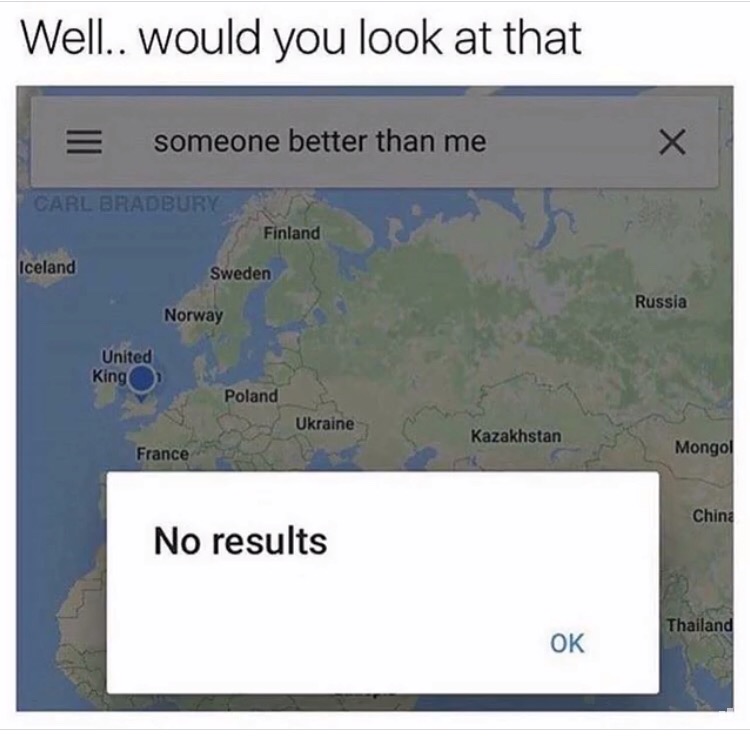 Well.. would you look at that
someone better than me
CARL BRADBURY
Finland
Iceland
Sweden
Russia
Norway
United
King
Poland
Ukraine
Kazakhstan
France
Mongol
China
No results
Thailand
OK